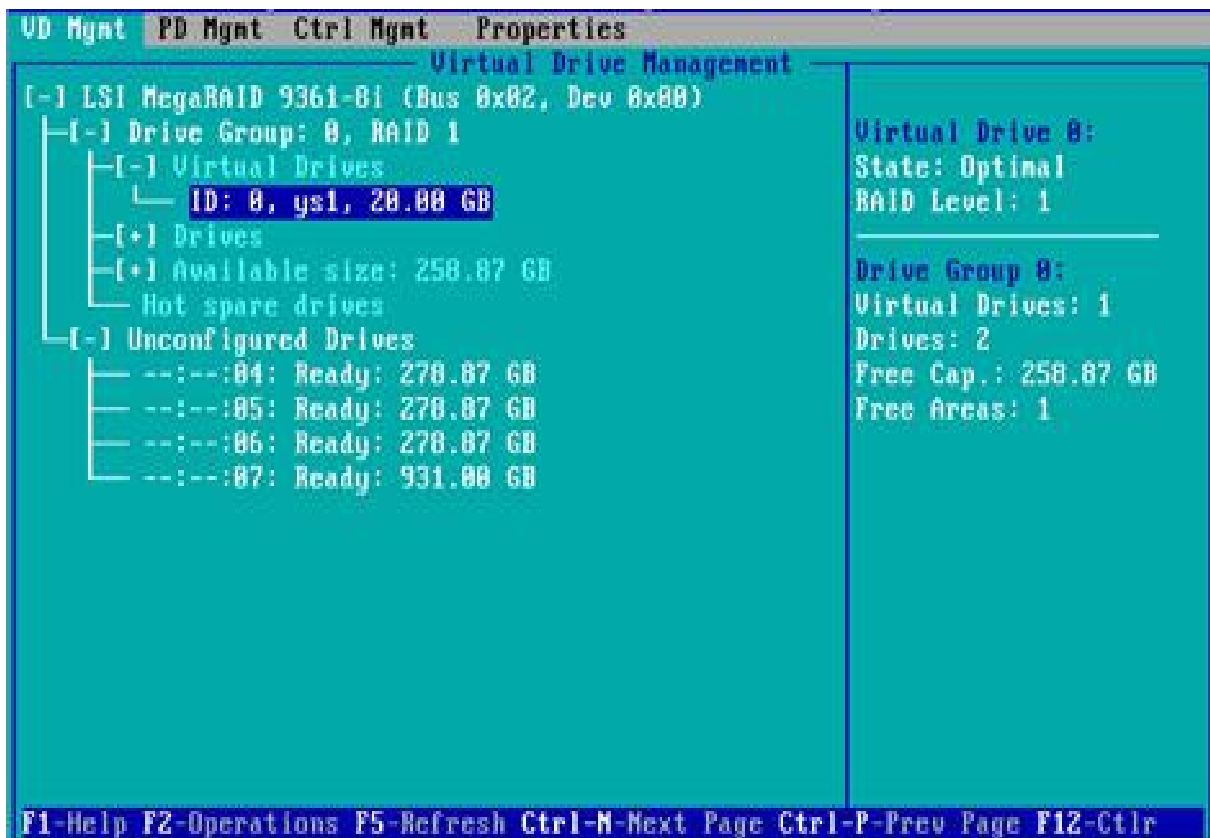 VD Mgmt PD Mgmt Ctrl Mgmt Properties
Virtual Drive Management
[-] LSI MegaRAID 9361-8i (Bus 0x02, Dev 0x00)
[-] Drive Group: 0, RAID 1
[-] Virtual Drives
ID: 0, ys1, 20.00 GB
[+] Drives
[+] Available size: 258.87 GB
Hot spare drives
[-] Unconfigured Drives
--:--:04: Ready: 278.87 GB
--:--:05: Ready: 278.87 GB
--:--:06: Ready: 278.87 GB
--:--:07: Ready: 931.00 GB
Virtual Drive 0:
State: Optimal
RAID Level: 1
Drive Group 0:
Virtual Drives: 1
Drives: 2
Free Cap.: 258.87 GB
Free Areas: 1
F1-Help F2-Operations F5-Refresh Ctrl-N-Next Page Ctrl-P-Prev Page F12-Ctlr